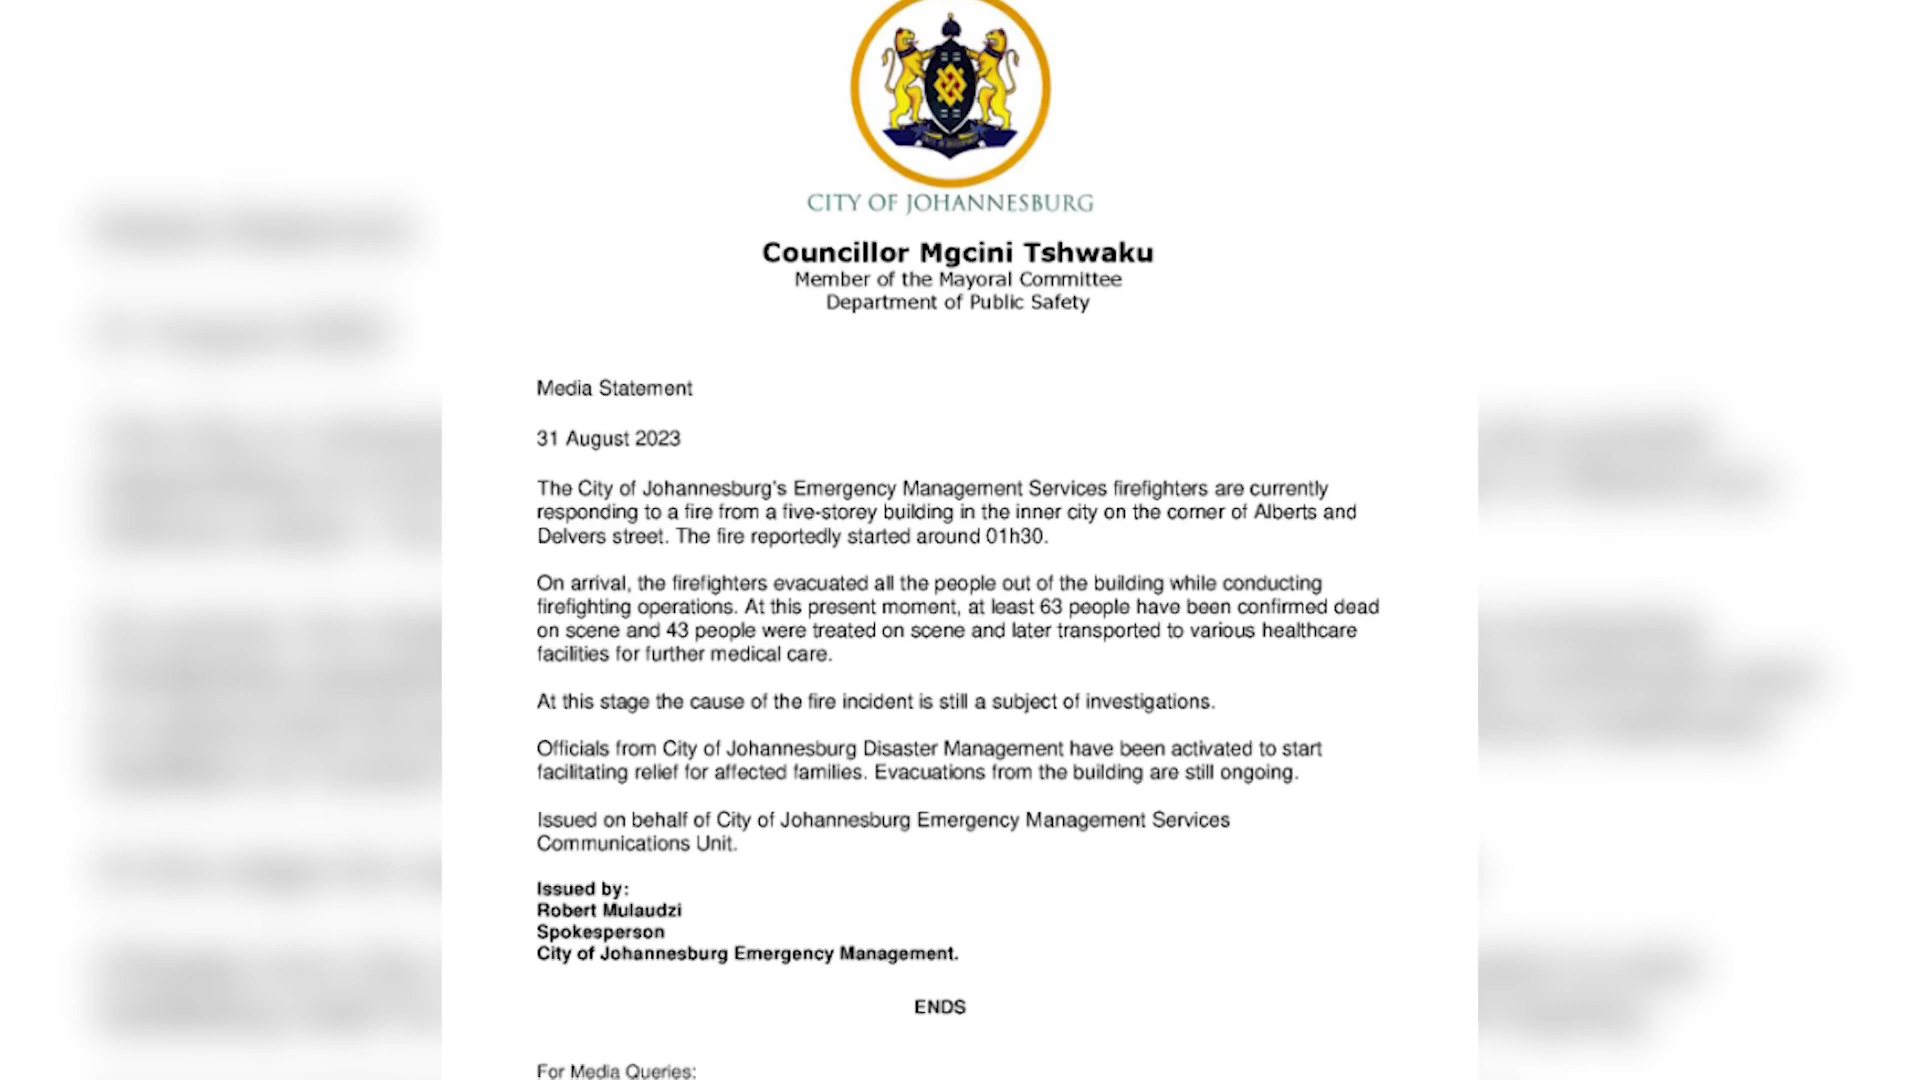 CITY OF JOHANNESBURG
Councillor Mgcini Tshwaku
Member of the Mayoral Committee
Department of Public Safety
Media Statement
31 August 2023
The City of Johannesburg's Emergency Management Services firefighters are currently
responding to a fire from a five-storey building in the inner city on the corner of Alberts and
Delvers street. The fire reportedly started around 01h30.
On arrival, the firefighters evacuated all the people out of the building while conducting
firefighting operations. At this present moment, at least 63 people have been confirmed dead
on scene and 43 people were treated on scene and later transported to various healthcare
facilities for further medical care.
At this stage the cause of the fire incident is still a subject of investigations.
Officials from City of Johannesburg Disaster Management have been activated to start
facilitating relief for affected families. Evacuations from the building are still ongoing.
Issued on behalf of City of Johannesburg Emergency Management Services
Communications Unit.
Issued by:
Robert Mulaudzi
Spokesperson
City of Johannesburg Emergency Management.
ENDS
For Media Queries: